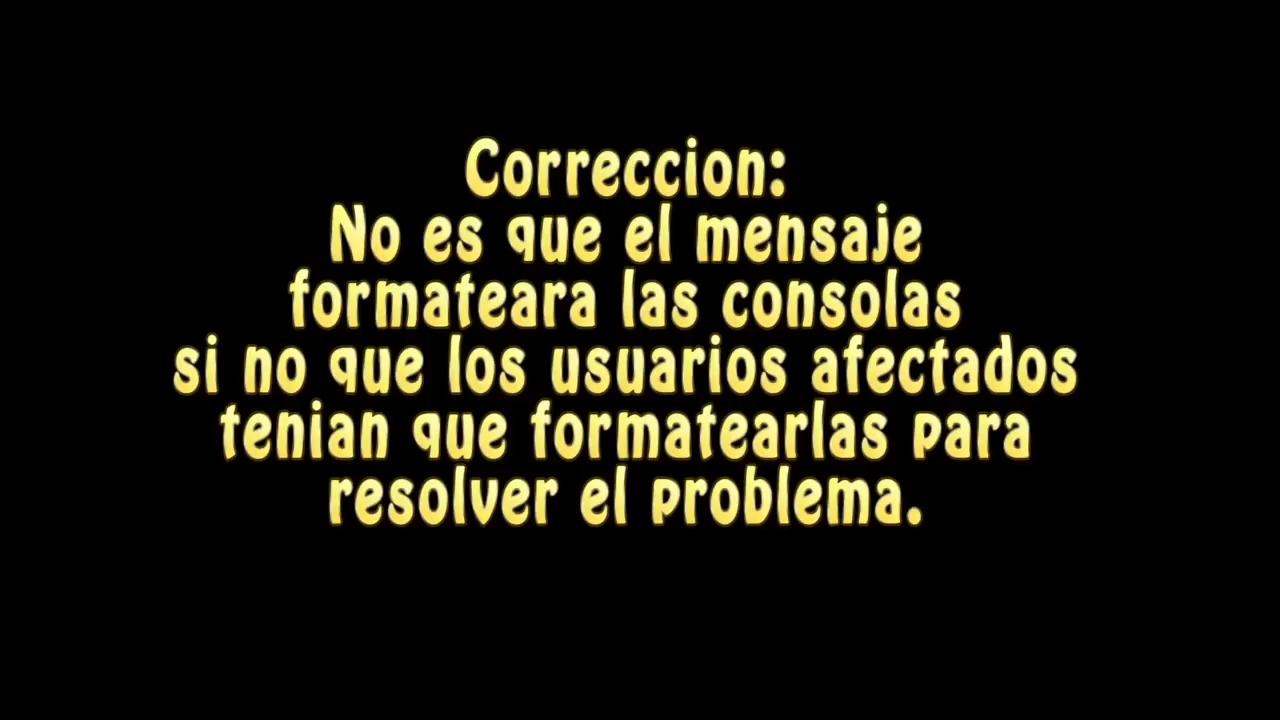 Correccion:
No es que el mensaje
formateara las consolas
si no que los usuarios afectados
tenian que formatearlas para
resolver el problema.